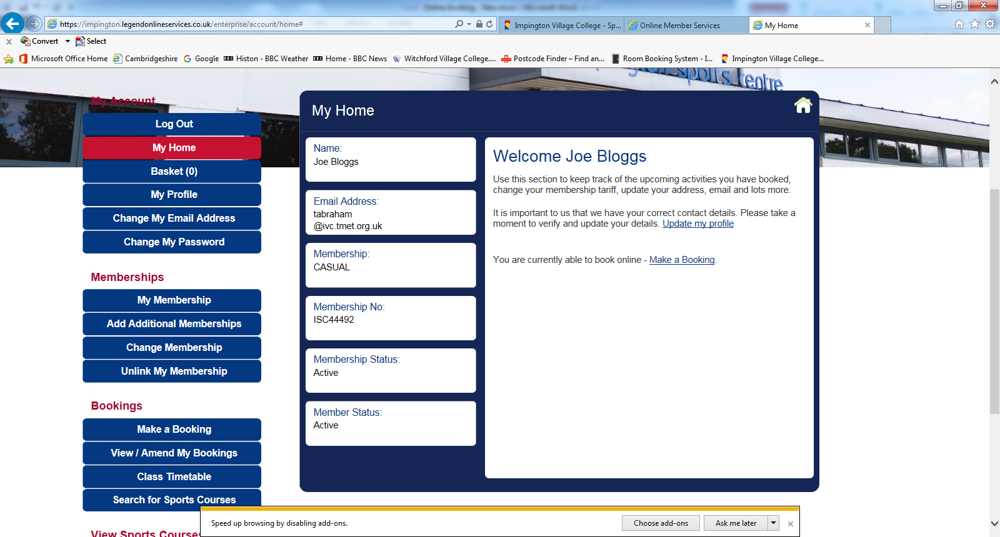 Online Booking - New.docx - Microsoft Word
https://impington.legendonlineservices.co.uk/enterprise/account/home#
Impington Village College - Sp...
Online Member Services
My Home
Convert
Select
Microsoft Office Home
Cambridgeshire
Google
Histon - BBC Weather
Home - BBC News
Witchford Village College....
Postcode Finder – Find an...
Room Booking System - I...
Impington Village College...
sports centre
My Account
Log Out
My Home
Basket (0)
My Profile
Change My Email Address
Change My Password
Memberships
My Membership
Add Additional Memberships
Change Membership
Unlink My Membership
Bookings
Make a Booking
View / Amend My Bookings
Class Timetable
Search for Sports Courses
View Sports Courses
My Home
Name:
Joe Bloggs
Email Address:
tabraham
@ivc.tmet.org.uk
Membership:
CASUAL
Membership No:
ISC44492
Membership Status:
Active
Member Status:
Active
Welcome Joe Bloggs
Use this section to keep track of the upcoming activities you have booked,
change your membership tariff, update your address, email and lots more.
It is important to us that we have your correct contact details. Please take a
moment to verify and update your details. Update my profile
You are currently able to book online - Make a Booking.
Speed up browsing by disabling add-ons.
Choose add-ons
Ask me later